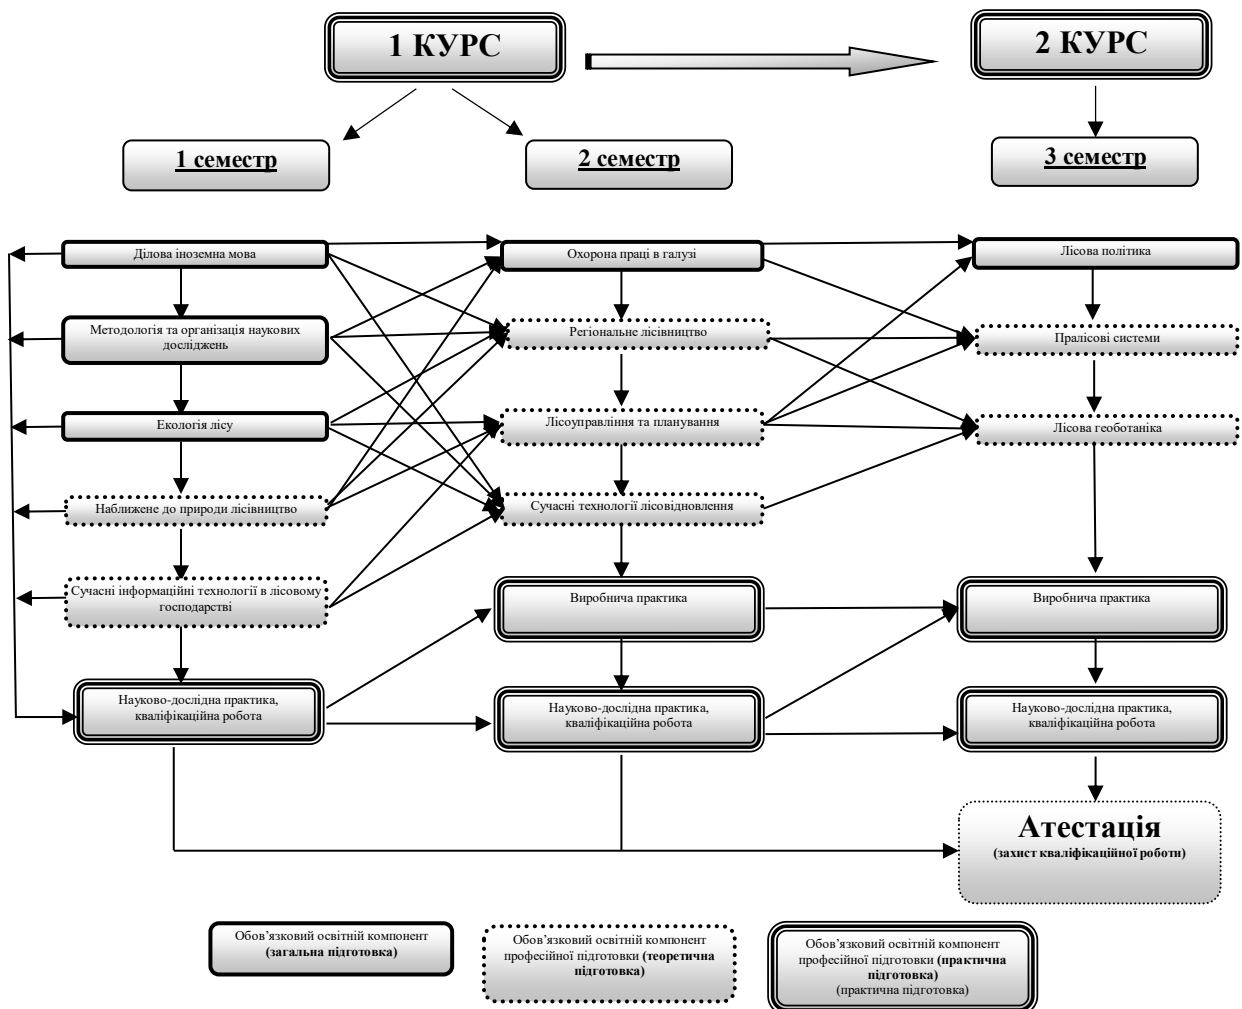 1 КУРС
2 КУРС
1 семестр
2 семестр
3 семестр
Ділова іноземна мова
Охорона праці в галузі
Лісова політика
Методологія та організація наукових
досліджень
Регіональне лісівництво
Пралісові системи
Екологія лісу
Лісоуправління та планування
Лісова геоботаніка
Наближене до природи лісівництво
Сучасні технології лісовідновлення
Сучасні інформаційні технології в лісовому
господарстві
Виробнича практика
Виробнича практика
Науково-дослідна практика,
кваліфікаційна робота
Науково-дослідна практика,
кваліфікаційна робота
Науково-дослідна практика,
кваліфікаційна робота
Атестація
(захист кваліфікаційної роботи)
Обов’язковий освітній компонент
(загальна підготовка)
Обов’язковий освітній компонент
професійної підготовки (теоретична
підготовка)
Обов’язковий освітній компонент
професійної підготовки (практична
підготовка)
(практична підготовка)